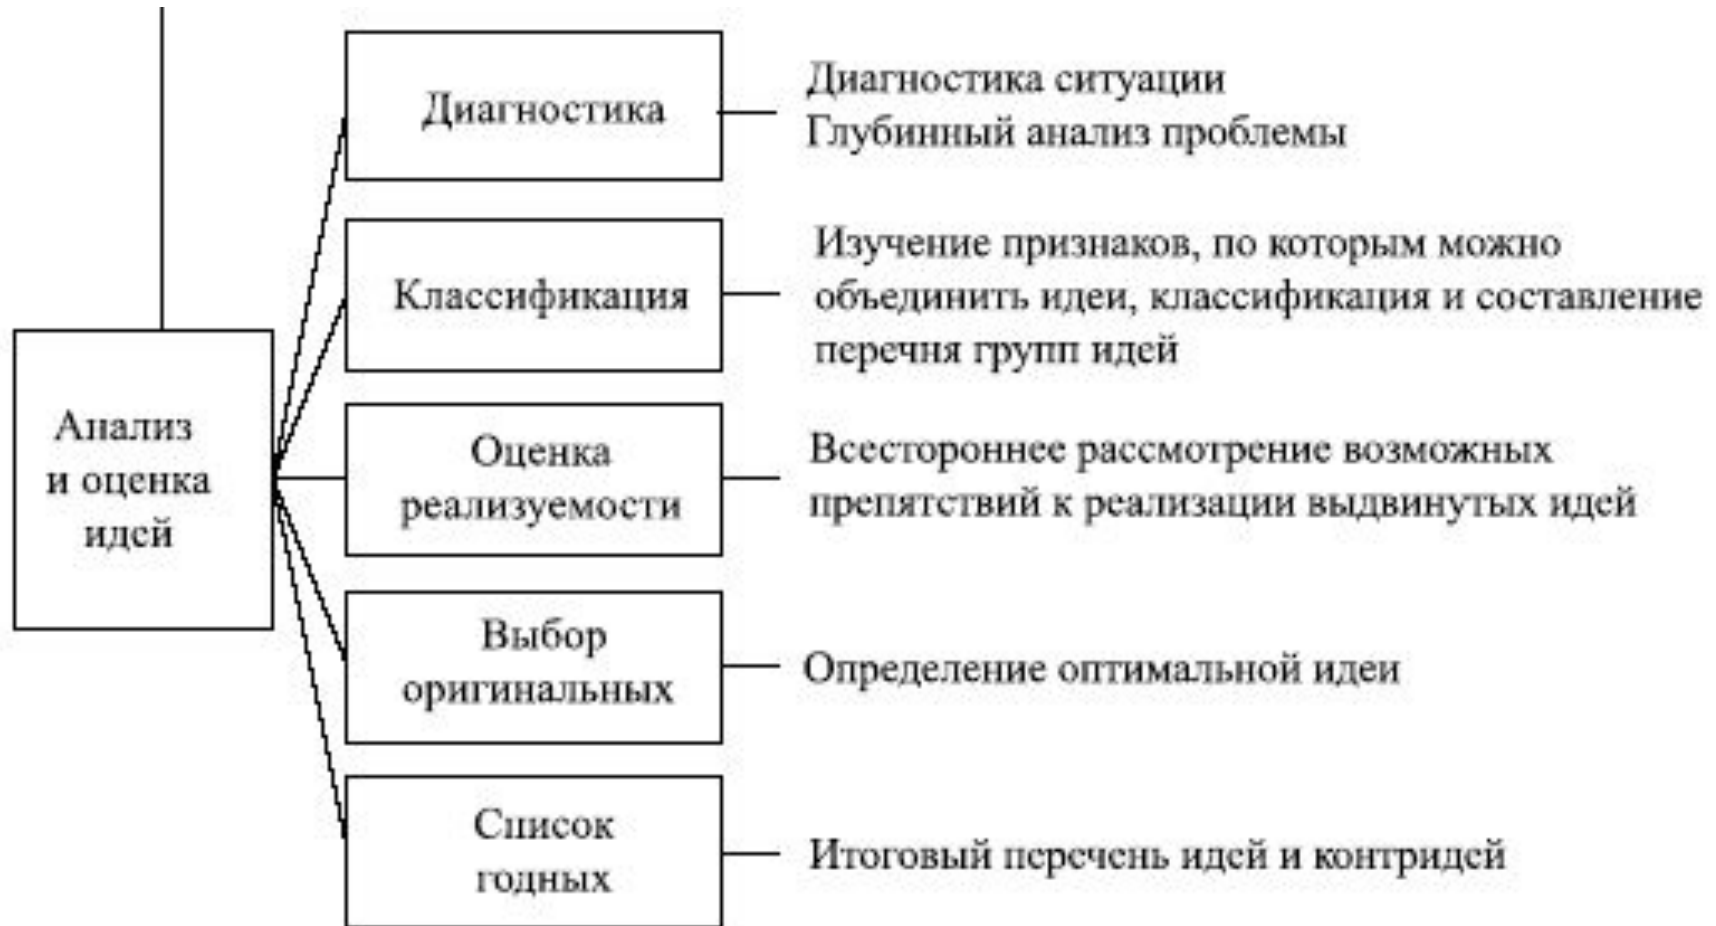 Анализ
и оценка
идей
Диагностика
Диагностика ситуации
Глубинный анализ проблемы
Классификация
Изучение признаков, по которым можно
объединить идеи, классификация и составление
перечня групп идей
Оценка
реализуемости
Всестороннее рассмотрение возможных
препятствий к реализации выдвинутых идей
Выбор
оригинальных
Определение оптимальной идеи
Список
годных
Итоговый перечень идей и контридей